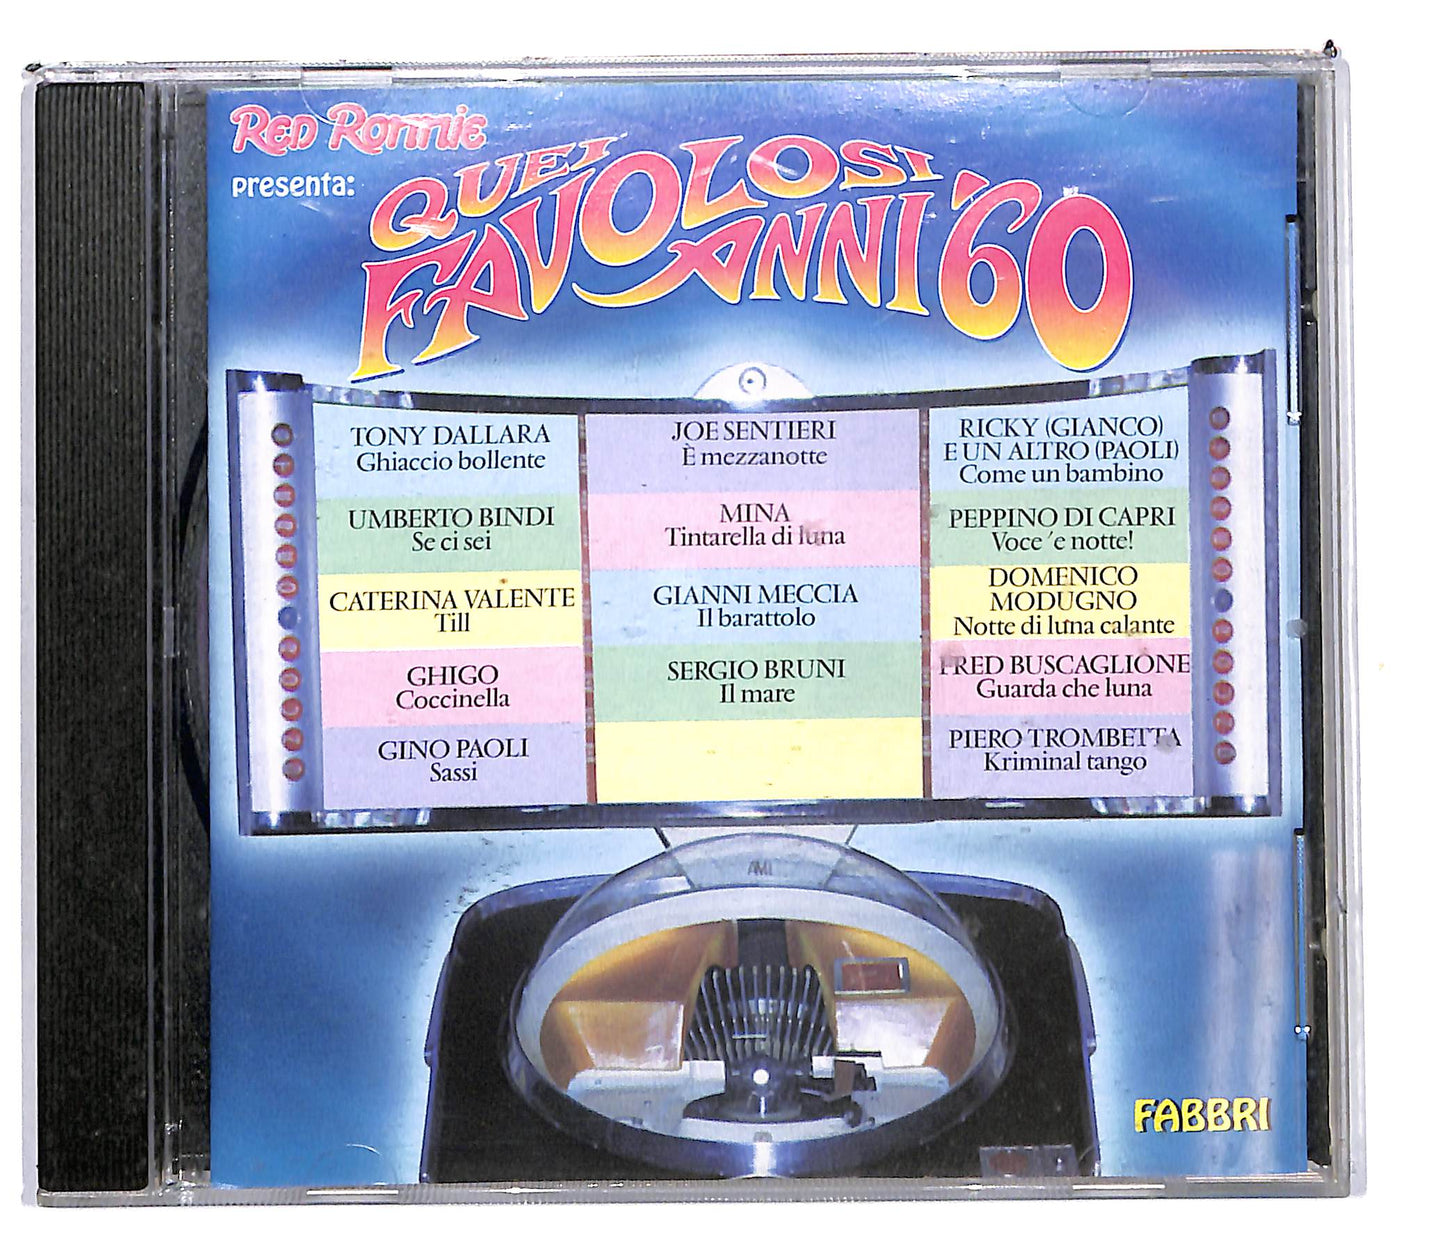 Red Ronnie
presenta:
QUEI
FAVOLOSI
ANNI '60
TONY DALLARA
Ghiaccio bollente
UMBERTO BINDI
Se ci sei
CATERINA VALENTE
Till
GHIGO
Coccinella
GINO PAOLI
Sassi
JOE SENTIERI
È mezzanotte
MINA
Tintarella di luna
GIANNI MECCIA
Il barattolo
SERGIO BRUNI
Il mare
RICKY (GIANCO)
E UN ALTRO (PAOLI)
Come un bambino
PEPPINO DI CAPRI
Voce 'e notte!
DOMENICO
MODUGNO
Notte di luna calante
FRED BUSCAGLIONE
Guarda che luna
PIERO TROMBETTA
Kriminal tango
AMI
FABBRI